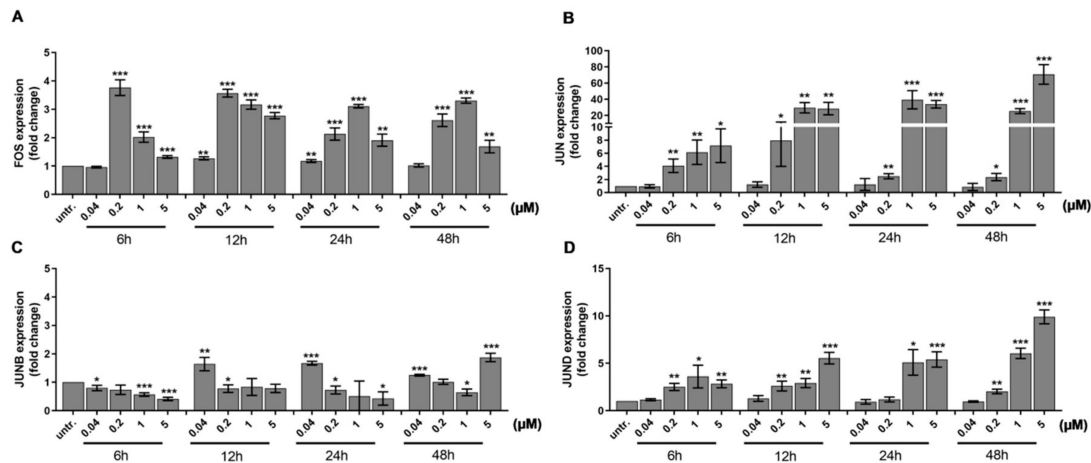 A
FOS expression
(fold change)
5
4
3
2
1
0
*** *** *** ** *** *** *** ** ** *** ** *** *** **
untr. 0.04 0.2 1 5 0.04 0.2 1 5 0.04 0.2 1 5 0.04 0.2 1 5 (µM)
6h 12h 24h 48h
B
JUN expression
(fold change)
100
80
60
40
20
10
8
6
4
2
0
** ** * * ** ** ** *** *** * *** ***
untr. 0.04 0.2 1 5 0.04 0.2 1 5 0.04 0.2 1 5 0.04 0.2 1 5 (µM)
6h 12h 24h 48h
C
JUNB expression
(fold change)
5
4
3
2
1
0
* *** *** ** * *** * * *** * ***
untr. 0.04 0.2 1 5 0.04 0.2 1 5 0.04 0.2 1 5 0.04 0.2 1 5 (µM)
6h 12h 24h 48h
D
JUND expression
(fold change)
15
10
5
0
** * ** ** ** *** * *** ** *** ***
untr. 0.04 0.2 1 5 0.04 0.2 1 5 0.04 0.2 1 5 0.04 0.2 1 5 (µM)
6h 12h 24h 48h